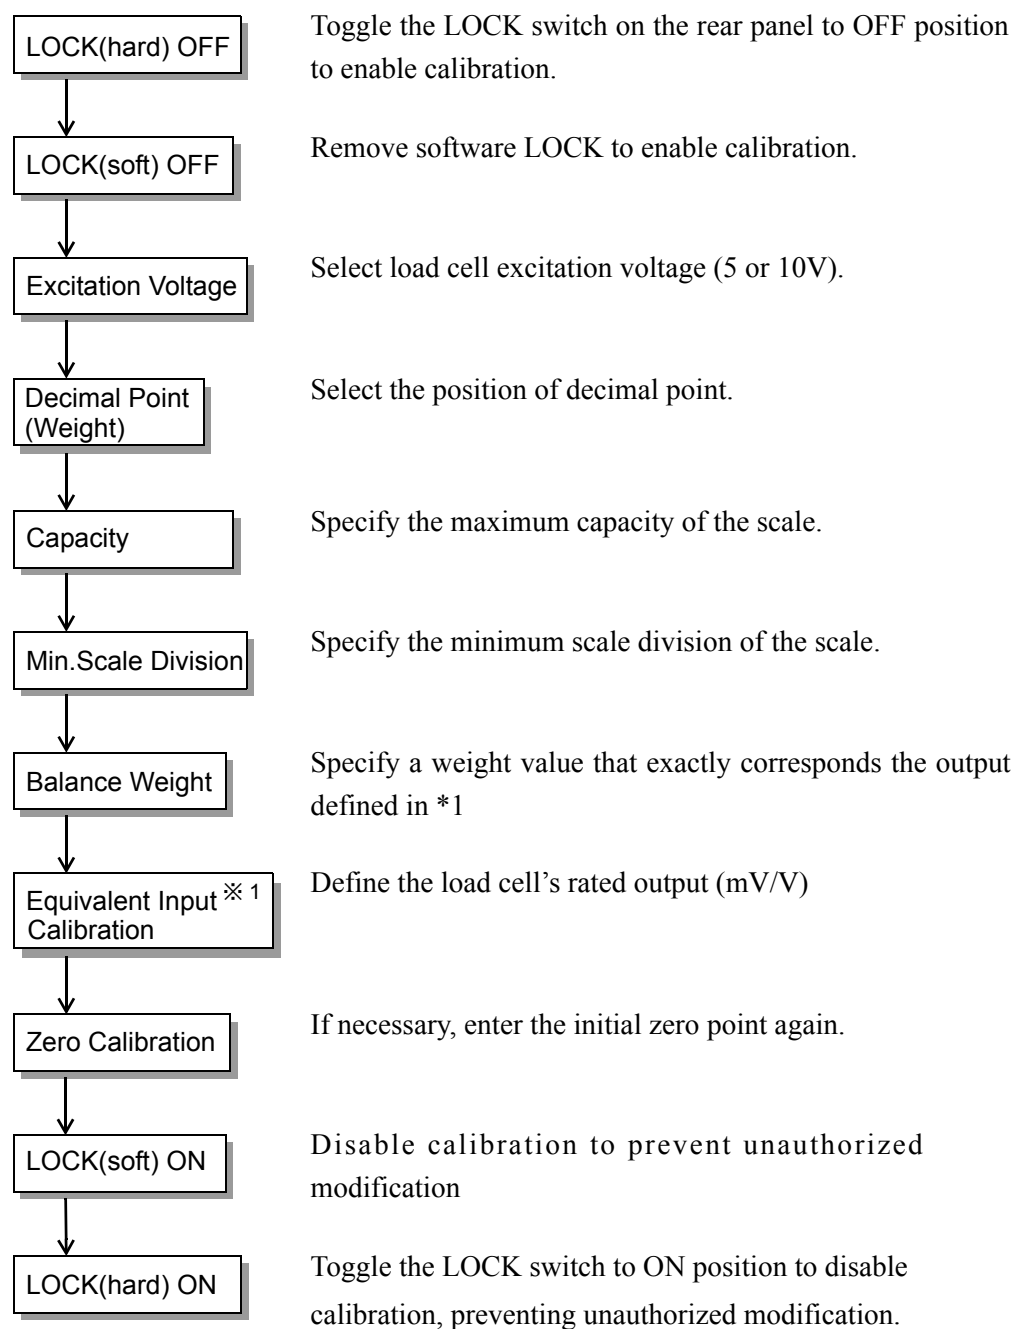 LOCK(hard) OFF
Toggle the LOCK switch on the rear panel to OFF position
to enable calibration.
LOCK(soft) OFF
Remove software LOCK to enable calibration.
Excitation Voltage
Select load cell excitation voltage (5 or 10V).
Decimal Point
(Weight)
Select the position of decimal point.
Capacity
Specify the maximum capacity of the scale.
Min.Scale Division
Specify the minimum scale division of the scale.
Balance Weight
Specify a weight value that exactly corresponds the output
defined in *1
Equivalent Input ※ 1
Calibration
Define the load cell's rated output (mV/V)
Zero Calibration
If necessary, enter the initial zero point again.
LOCK(soft) ON
Disable calibration to prevent unauthorized
modification
LOCK(hard) ON
Toggle the LOCK switch to ON position to disable
calibration, preventing unauthorized modification.